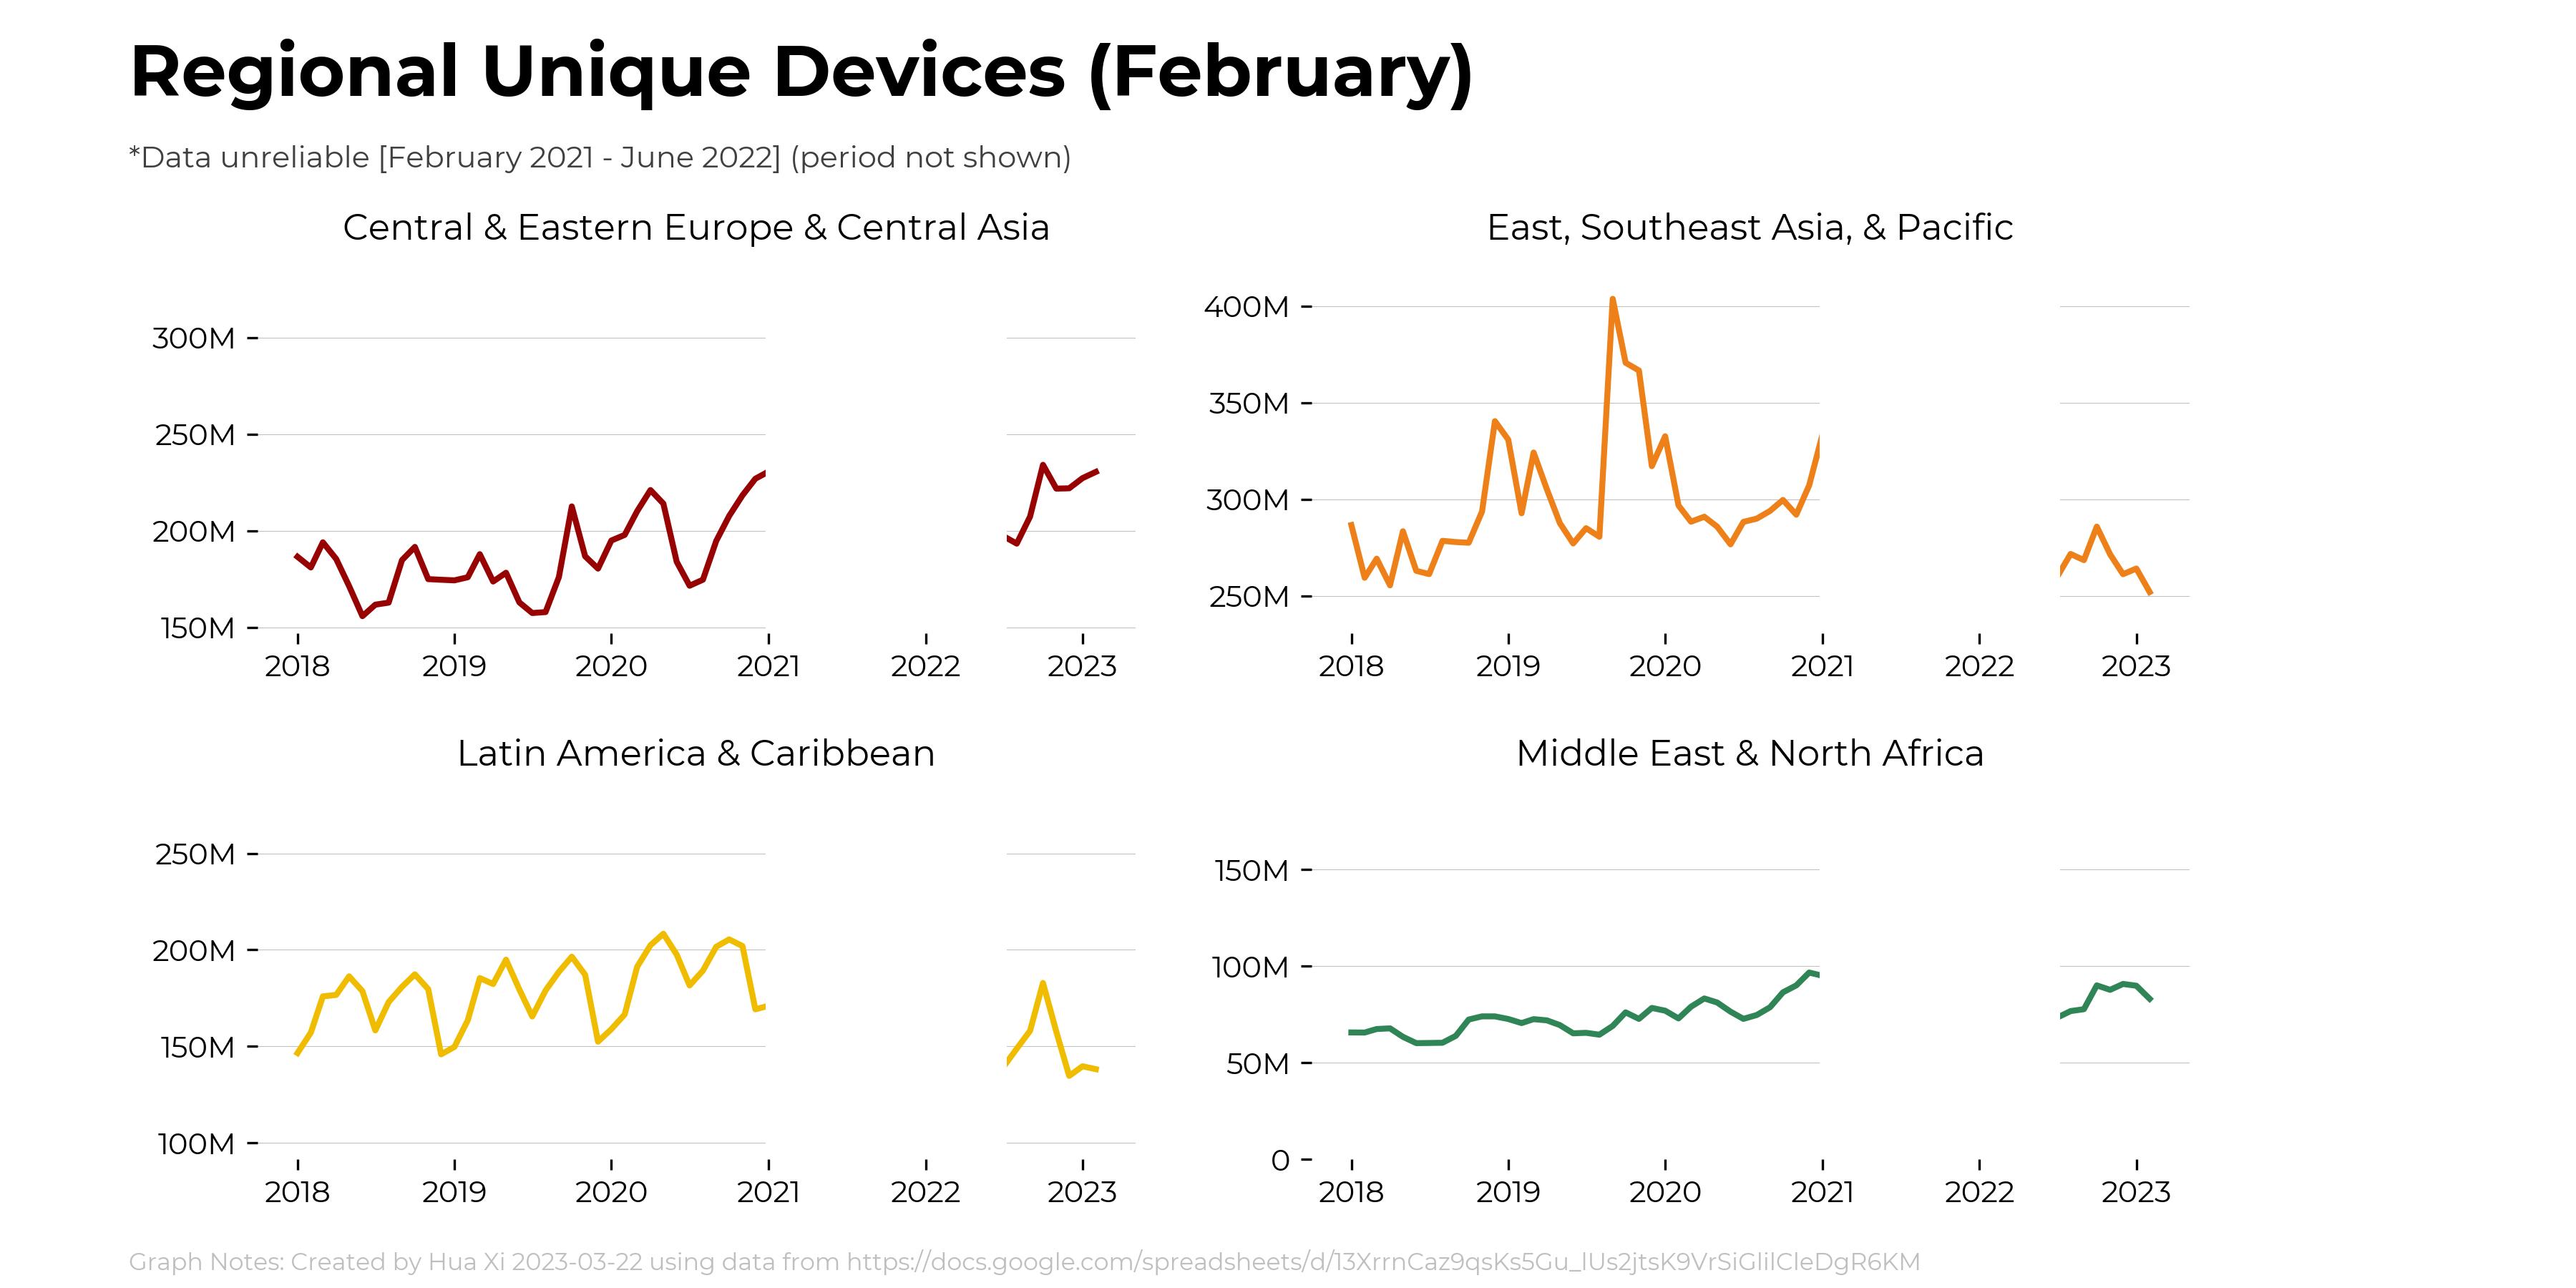 Regional Unique Devices (February)
*Data unreliable [February 2021 - June 2022] (period not shown)
Central & Eastern Europe & Central Asia
300M
250M
200M
150M
2018 2019 2020 2021 2022 2023
East, Southeast Asia, & Pacific
400M
350M
300M
250M
2018 2019 2020 2021 2022 2023
Latin America & Caribbean
250M
200M
150M
100M
2018 2019 2020 2021 2022 2023
Middle East & North Africa
150M
100M
50M
0
2018 2019 2020 2021 2022 2023
Graph Notes: Created by Hua Xi 2023-03-22 using data from https://docs.google.com/spreadsheets/d/13XrrnCaz9qsKs5Gu_lUs2jtsK9VrSiGlilCleDgR6KM